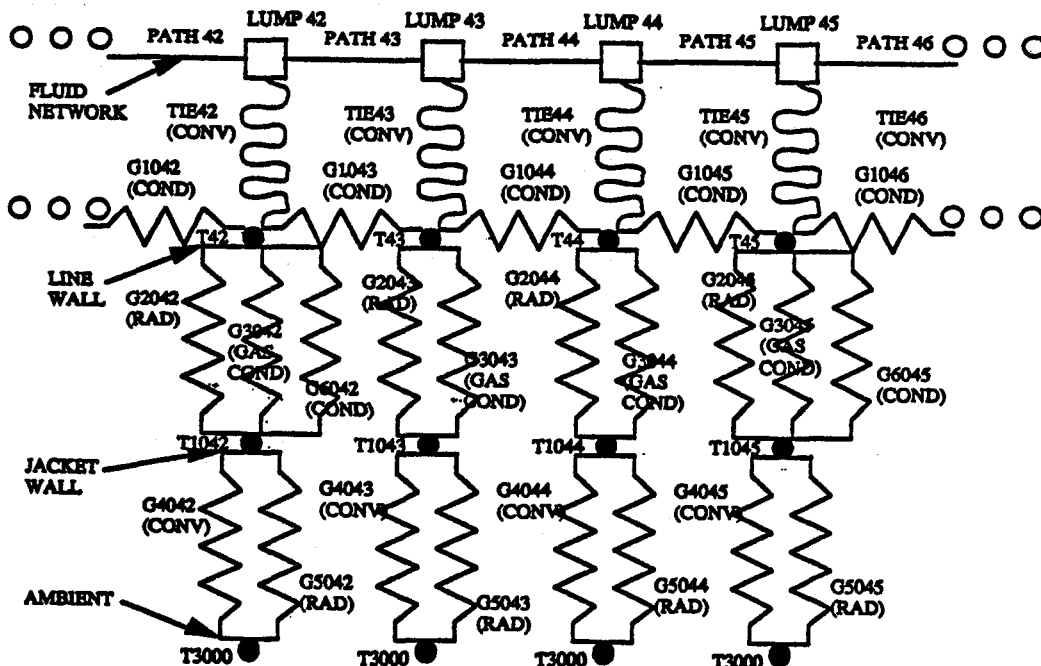 LUMP 42
LUMP 43
LUMP 44
LUMP 45
PATH 42
PATH 43
PATH 44
PATH 45
PATH 46
FLUID
NETWORK
TIE42
(CONV)
TIE43
(CONV)
TIE44
(CONV)
TIE45
(CONV)
TIE46
(CONV)
G1042
(COND)
G1043
(COND)
G1044
(COND)
G1045
(COND)
G1046
(COND)
T42
T43
T44
T45
LINE
WALL
G2042
(RAD)
G2043
(RAD)
G2044
(RAD)
(RAD)
G3042
(GAS
COND)
G3043
(GAS
COND)
G3044
(GAS
COND)
G3045
(GAS
COND)
G6042
(COND)
G6045
(COND)
T1042
T1043
T1044
T1045
JACKET
WALL
G4042
(CONV)
G4043
(CONV)
G4044
(CONV)
G4045
(CONV)
G5042
(RAD)
G5043
(RAD)
G5044
(RAD)
G5045
(RAD)
AMBIENT
T3000
T3000
T3000
T3000